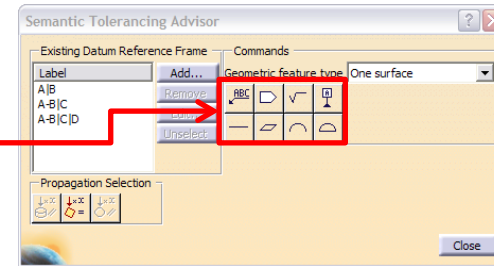 Semantic Tolerancing Advisor
Existing Datum Reference Frame
Commands
Label
Add...
Geometric feature type
One surface
A|B
A-B|C
A-B|C|D
Remove
Unselect
ABC
A
Propagation Selection
Close